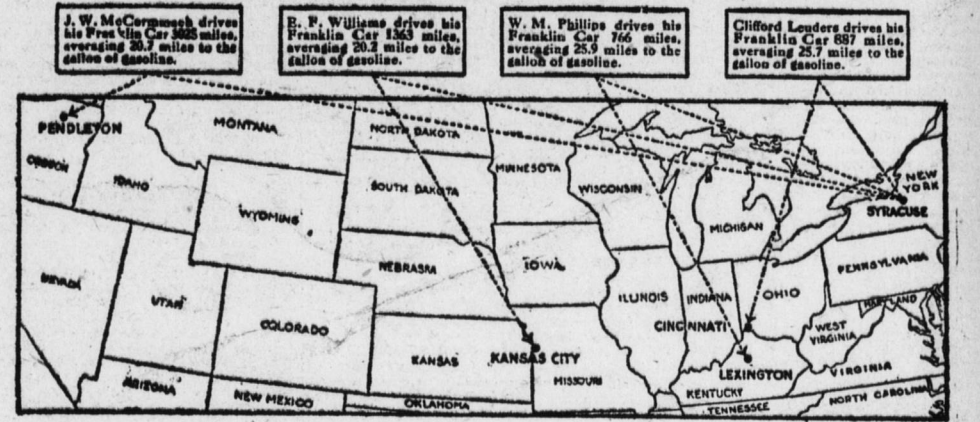 J. W. McCormmach drives
his Franklin Car 3025 miles,
averaging 20.7 miles to the
gallon of gasoline.
E. F. Williams drives his
Franklin Car 1363 miles,
averaging 20.2 miles to the
gallon of gasoline.
W. M. Phillips drives his
Franklin Car 766 miles,
averaging 25.9 miles to the
gallon of gasoline.
Clifford Leuders drives his
Franklin Car 687 miles,
averaging 25.7 miles to the
gallon of gasoline.
PENDLETON
OREGON
IDAHO
MONTANA
NORTH DAKOTA
MINNESOTA
WISCONSIN
MICHIGAN
NEW
YORK
SYRACUSE
SOUTH DAKOTA
WYOMING
NEVADA
UTAH
COLORADO
NEBRASKA
IOWA
ILLINOIS
INDIANA
OHIO
PENNSYLVANIA
MARYLAND
CINCINNATI
WEST
VIRGINIA
KANSAS
KANSAS CITY
MISSOURI
LEXINGTON
KENTUCKY
VIRGINIA
ARIZONA
NEW MEXICO
OKLAHOMA
TENNESSEE
NORTH CAROLINA